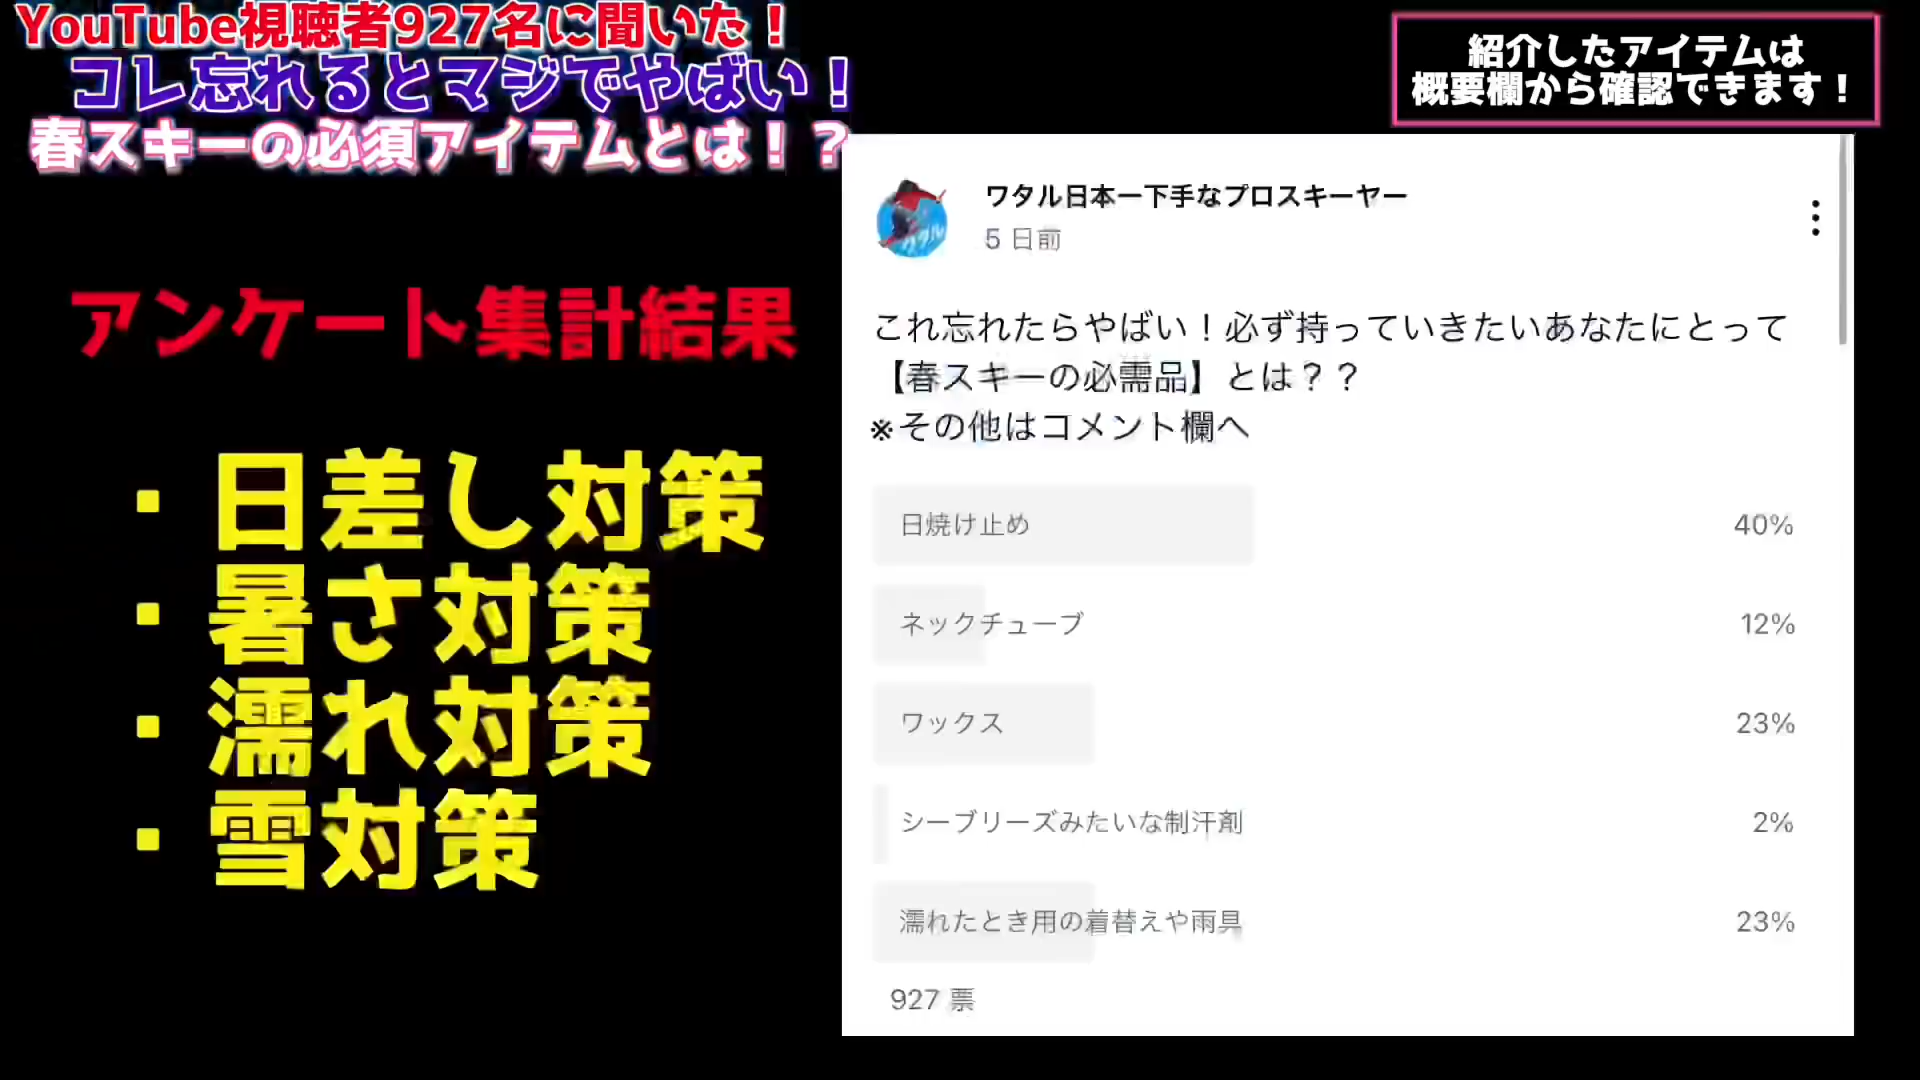 YouTube視聴者927名に聞いた！
コレ忘れるとマジでやばい！
春スキーの必須アイテムとは！？
紹介したアイテムは
概要欄から確認できます！
アンケート集計結果
・日差し対策
・暑さ対策
・濡れ対策
・雪対策
ワタル
ワタル日本一下手なプロスキーヤー
5 日前
これ忘れたらやばい！必ず持っていきたいあなたにとって
【春スキーの必需品】とは？？
※その他はコメント欄へ
日焼け止め 40%
ネックチューブ 12%
ワックス 23%
シーブリーズみたいな制汗剤 2%
濡れたとき用の着替えや雨具 23%
927 票